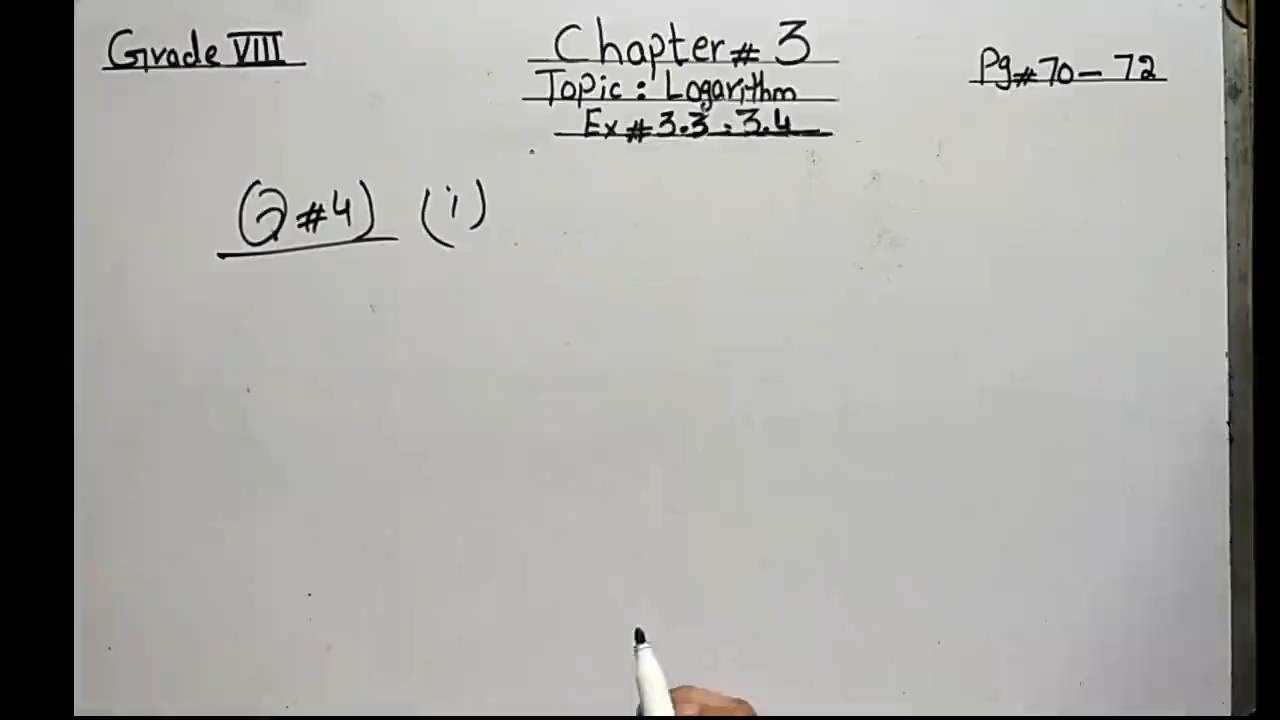 Grade VIII
Chapter # 3
Pg # 70 - 72
Topic : Logarithm
Ex # 3.3 : 3.4
Q # 4) (i)